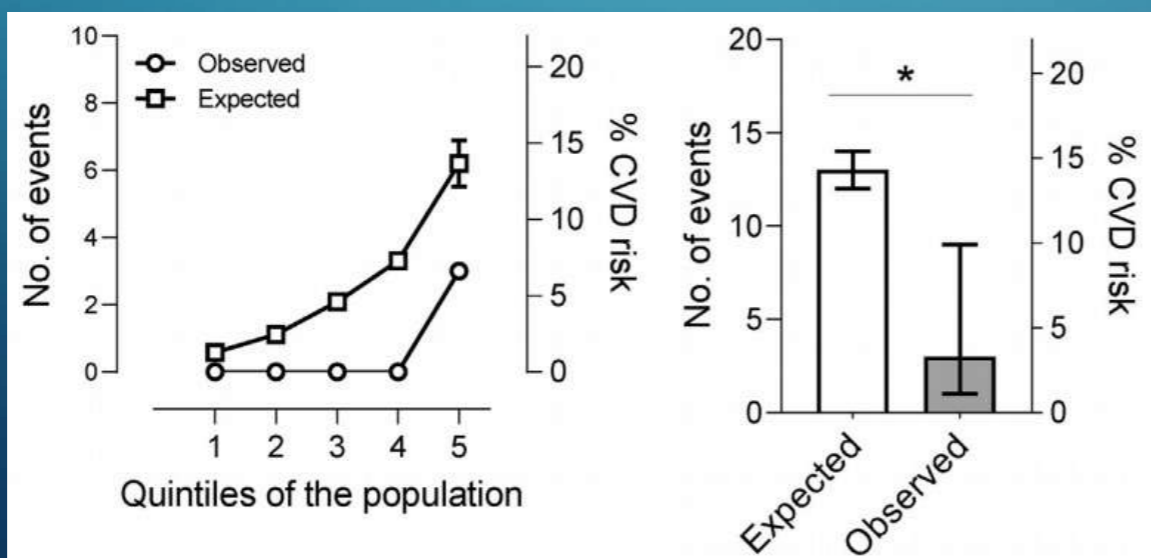 10
8
6
4
2
0
No. of events
Observed
Expected
20
15
10
5
0
% CVD risk
1 2 3 4 5
Quintiles of the population
20
15
10
5
0
No. of events
*
20
15
10
5
0
% CVD risk
Expected
Observed